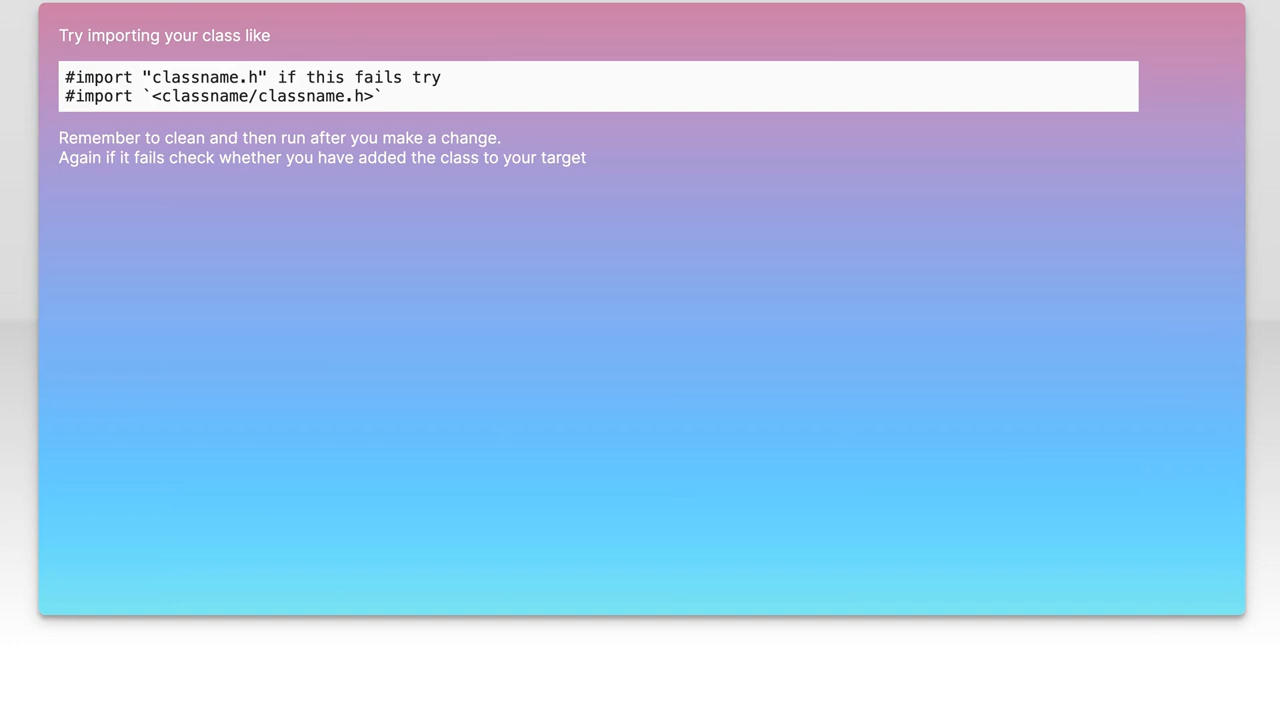 Try importing your class like
#import "classname.h" if this fails try
#import `<classname/classname.h>`
Remember to clean and then run after you make a change.
Again if it fails check whether you have added the class to your target